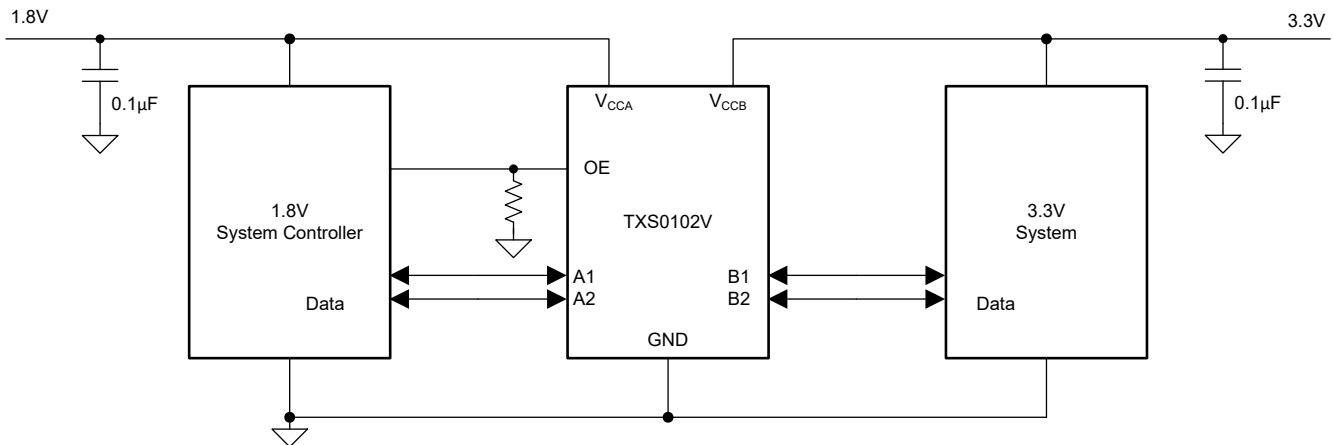 1.8V
3.3V
0.1µF
0.1µF
VCCA
VCCB
OE
1.8V
System Controller
TXS0102V
3.3V
System
A1
B1
A2
B2
Data
Data
GND